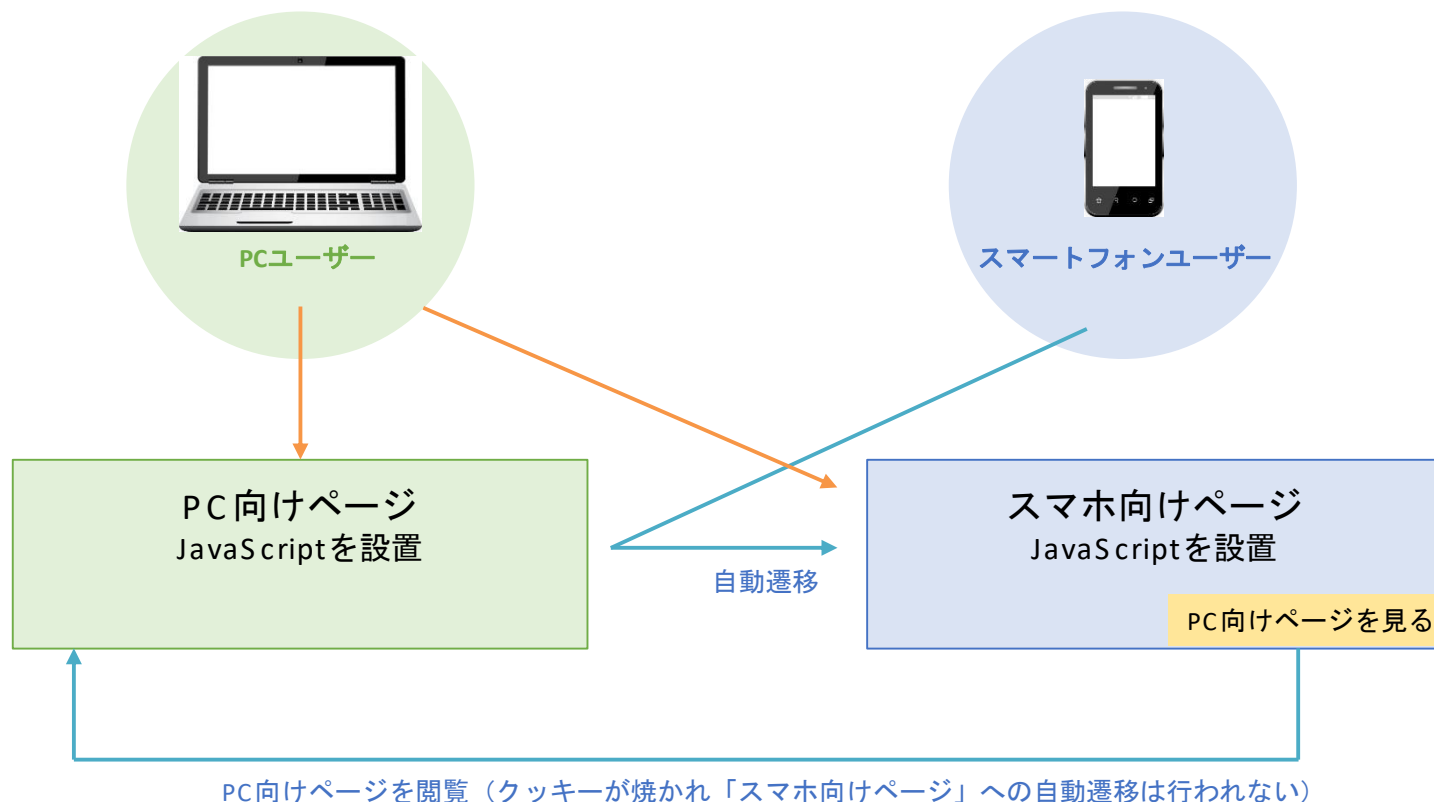 PCユーザー
スマートフォンユーザー
PC向けページ
JavaScriptを設置
スマホ向けページ
JavaScriptを設置
自動遷移
PC向けページを見る
PC向けページを閲覧（クッキーが焼かれ「スマホ向けページ」への自動遷移は行われない）